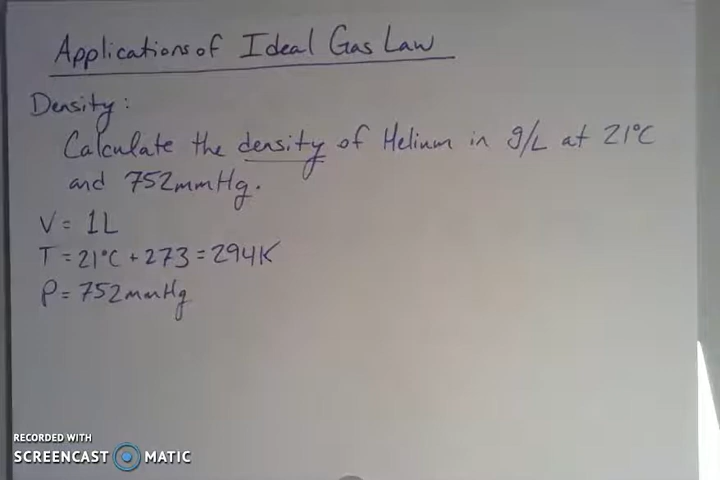 Applications of Ideal Gas Law
Density:
Calculate the density of Helium in g/L at 21°C
and 752mmHg.
V = 1L
T = 21°C + 273 = 294K
P = 752mmHg
RECORDED WITH
SCREENCAST MATIC